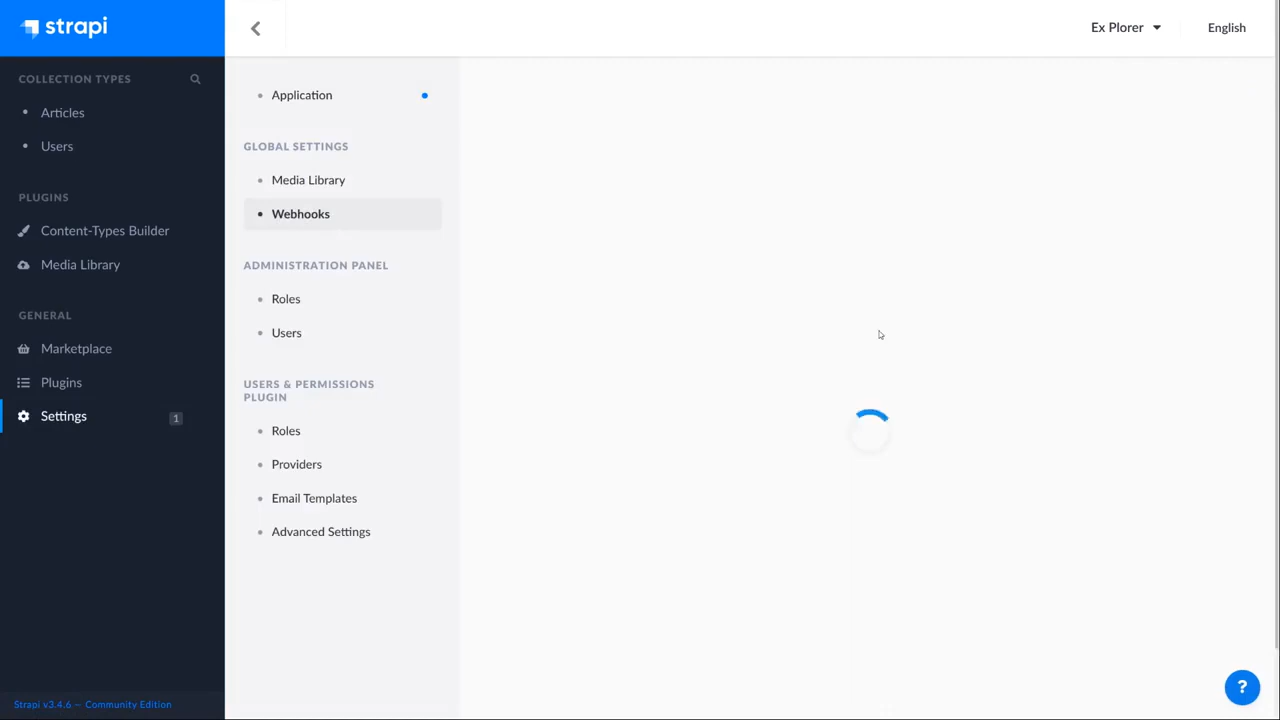 strapi
Ex Plorer
English
COLLECTION TYPES
Articles
Users
PLUGINS
Content-Types Builder
Media Library
GENERAL
Marketplace
Plugins
Settings
1
Strapi v3.4.6 — Community Edition
Application
GLOBAL SETTINGS
Media Library
Webhooks
ADMINISTRATION PANEL
Roles
Users
USERS & PERMISSIONS
PLUGIN
Roles
Providers
Email Templates
Advanced Settings
?